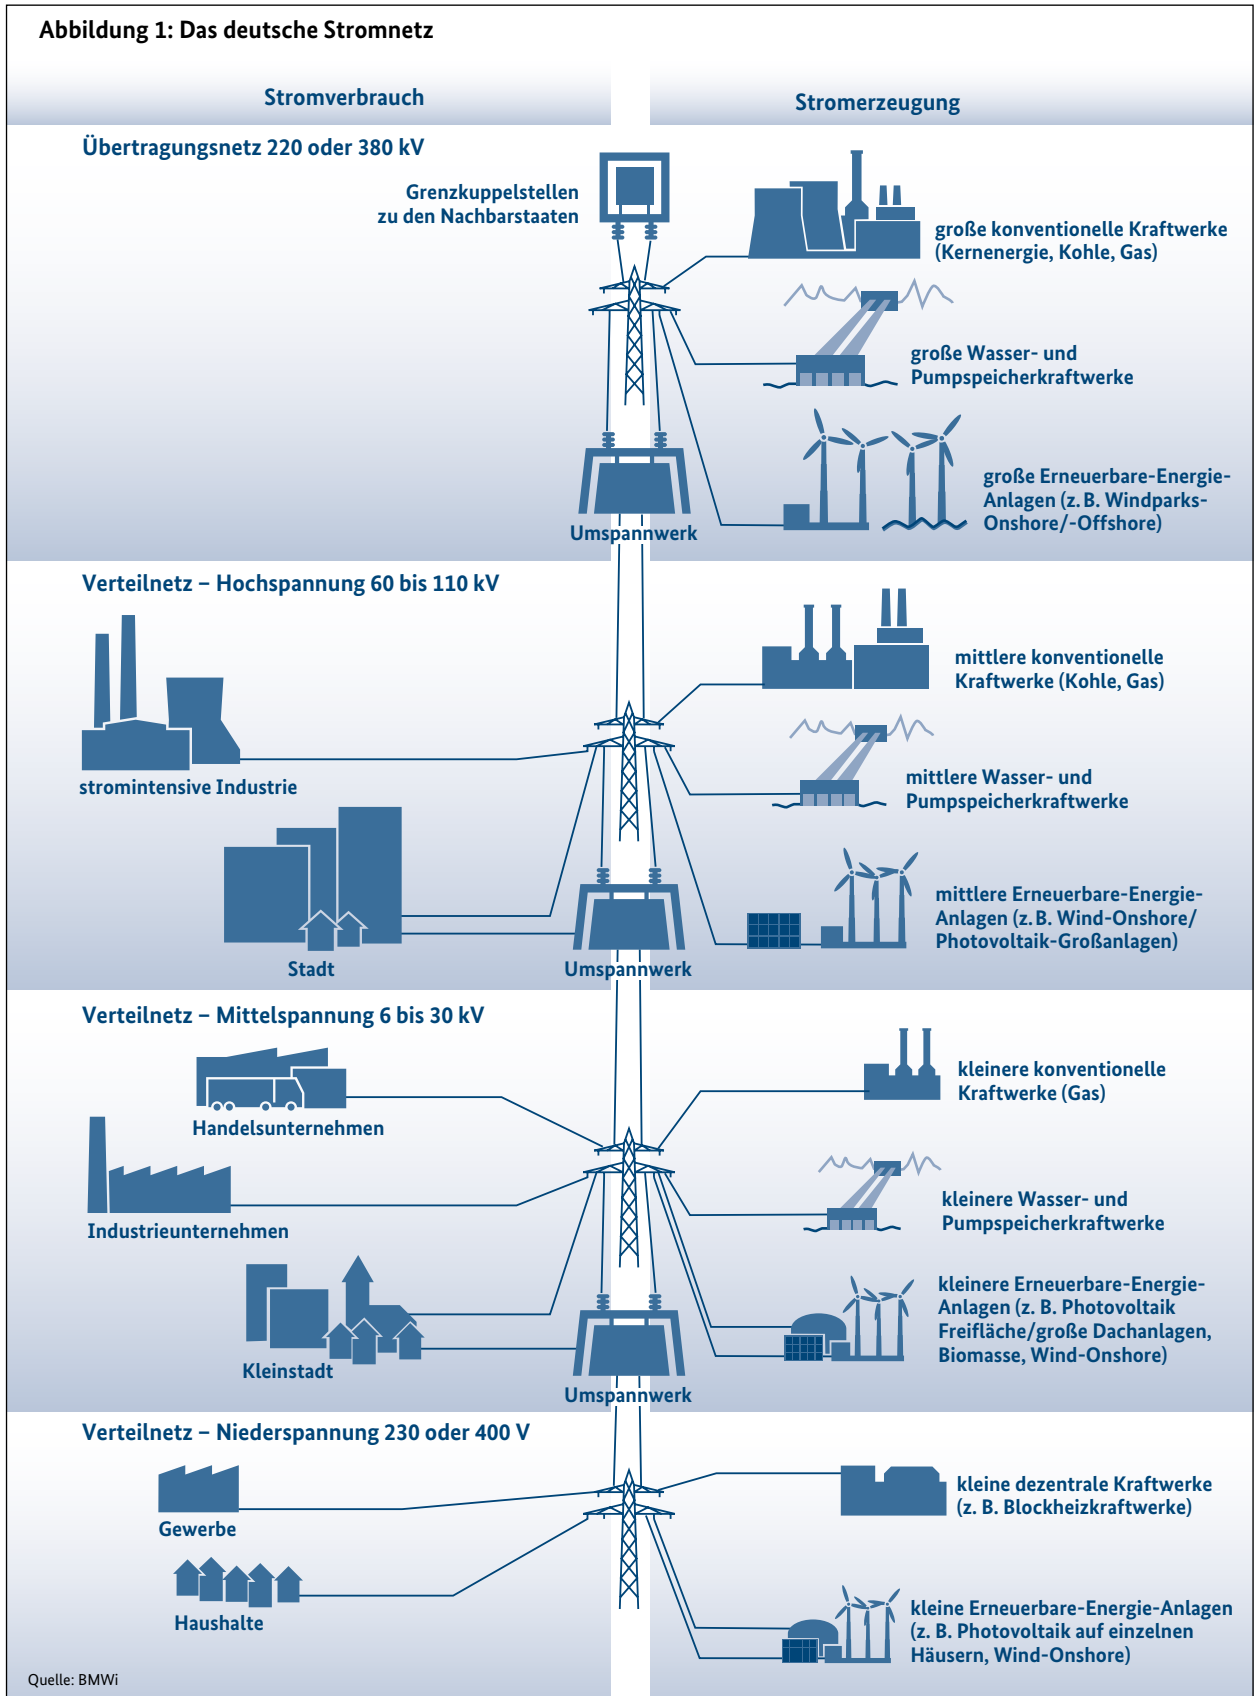 Abbildung 1: Das deutsche Stromnetz
Stromverbrauch
Stromerzeugung
Übertragungsnetz 220 oder 380 kV
Grenzkuppelstellen
zu den Nachbarstaaten
große konventionelle Kraftwerke
(Kernenergie, Kohle, Gas)
große Wasser- und
Pumpspeicherkraftwerke
große Erneuerbare-Energie-
Anlagen (z. B. Windparks-
Onshore/-Offshore)
Umspannwerk
Verteilnetz – Hochspannung 60 bis 110 kV
mittlere konventionelle
Kraftwerke (Kohle, Gas)
stromintensive Industrie
mittlere Wasser- und
Pumpspeicherkraftwerke
mittlere Erneuerbare-Energie-
Anlagen (z. B. Wind-Onshore/
Photovoltaik-Großanlagen)
Stadt
Umspannwerk
Verteilnetz – Mittelspannung 6 bis 30 kV
kleinere konventionelle
Kraftwerke (Gas)
Handelsunternehmen
kleinere Wasser- und
Pumpspeicherkraftwerke
Industrieunternehmen
kleinere Erneuerbare-Energie-
Anlagen (z. B. Photovoltaik
Freifläche/große Dachanlagen,
Biomasse, Wind-Onshore)
Kleinstadt
Umspannwerk
Verteilnetz – Niederspannung 230 oder 400 V
kleine dezentrale Kraftwerke
(z. B. Blockheizkraftwerke)
Gewerbe
Haushalte
kleine Erneuerbare-Energie-Anlagen
(z. B. Photovoltaik auf einzelnen
Häusern, Wind-Onshore)
Quelle: BMWi